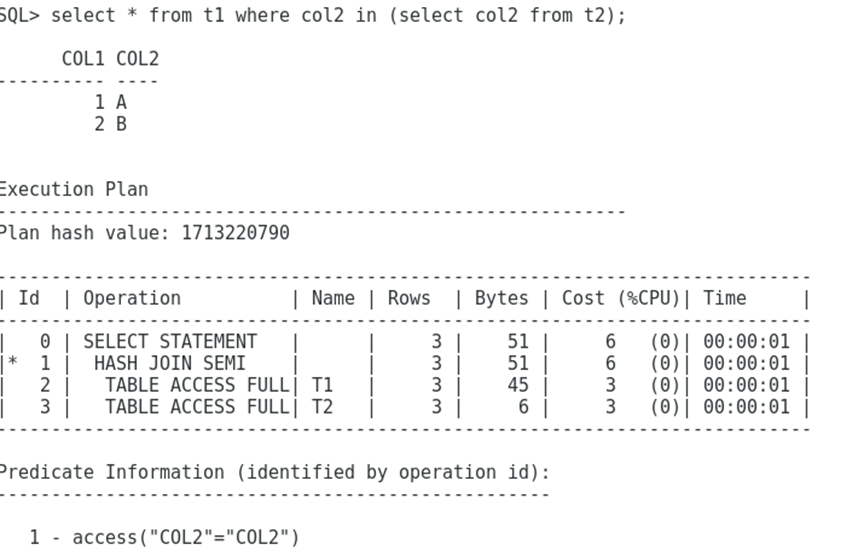 SQL> select * from t1 where col2 in (select col2 from t2);
      COL1 COL2
---------- ----
         1 A
         2 B
Execution Plan
----------------------------------------------------------
Plan hash value: 1713220790
---------------------------------------------------------------------------
| Id  | Operation          | Name | Rows  | Bytes | Cost (%CPU)| Time     |
---------------------------------------------------------------------------
|   0 | SELECT STATEMENT   |      |     3 |    51 |     6   (0)| 00:00:01 |
|*  1 |  HASH JOIN SEMI    |      |     3 |    51 |     6   (0)| 00:00:01 |
|   2 |   TABLE ACCESS FULL| T1   |     3 |    45 |     3   (0)| 00:00:01 |
|   3 |   TABLE ACCESS FULL| T2   |     3 |     6 |     3   (0)| 00:00:01 |
---------------------------------------------------------------------------
Predicate Information (identified by operation id):
---------------------------------------------------
   1 - access("COL2"="COL2")